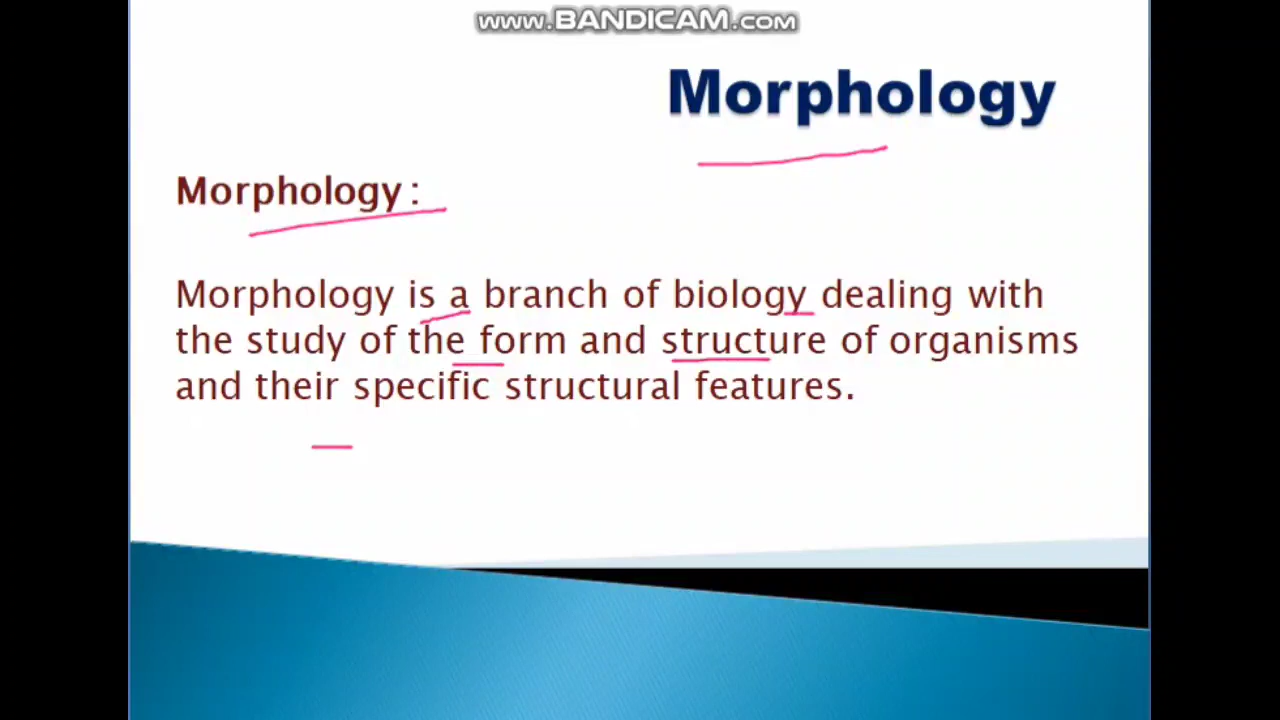 www.BANDICAM.com
Morphology
Morphology :
Morphology is a branch of biology dealing with
the study of the form and structure of organisms
and their specific structural features.